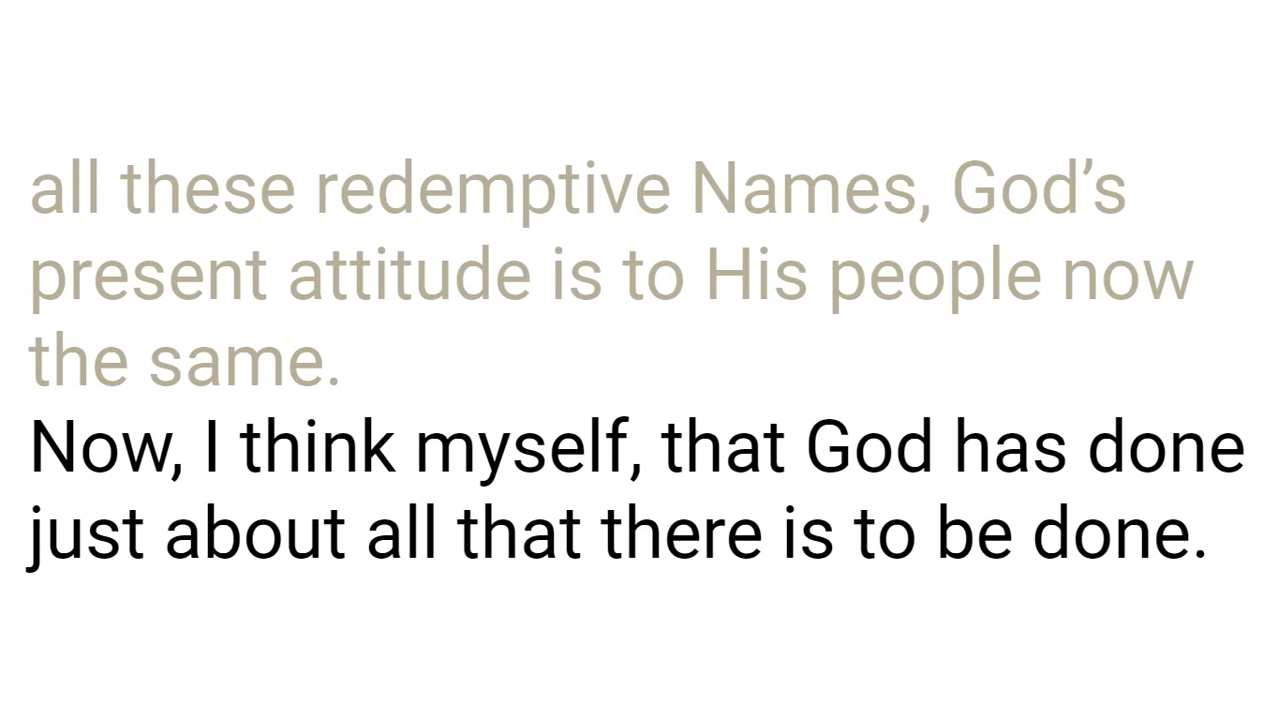 all these redemptive Names, God’s
present attitude is to His people now
the same.
Now, I think myself, that God has done
just about all that there is to be done.